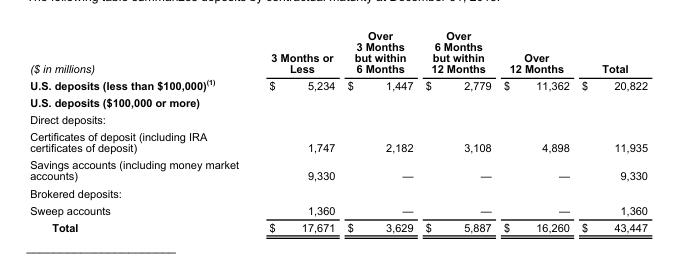 The following table summarizes deposits by contractual maturity at December
Over Over
3 Months 6 Months
3 Months or but within but within Over
($ in millions) Less 6 Months 12 Months 12 Months Total
U.S. deposits (less than $100,000)(1) $ 5,234 $ 1,447 $ 2,779 $ 11,362 $ 20,822
U.S. deposits ($100,000 or more)
Direct deposits:
Certificates of deposit (including IRA
certificates of deposit) 1,747 2,182 3,108 4,898 11,935
Savings accounts (including money market
accounts) 9,330 — — — 9,330
Brokered deposits:
Sweep accounts 1,360 — — — 1,360
Total $ 17,671 $ 3,629 $ 5,887 $ 16,260 $ 43,447